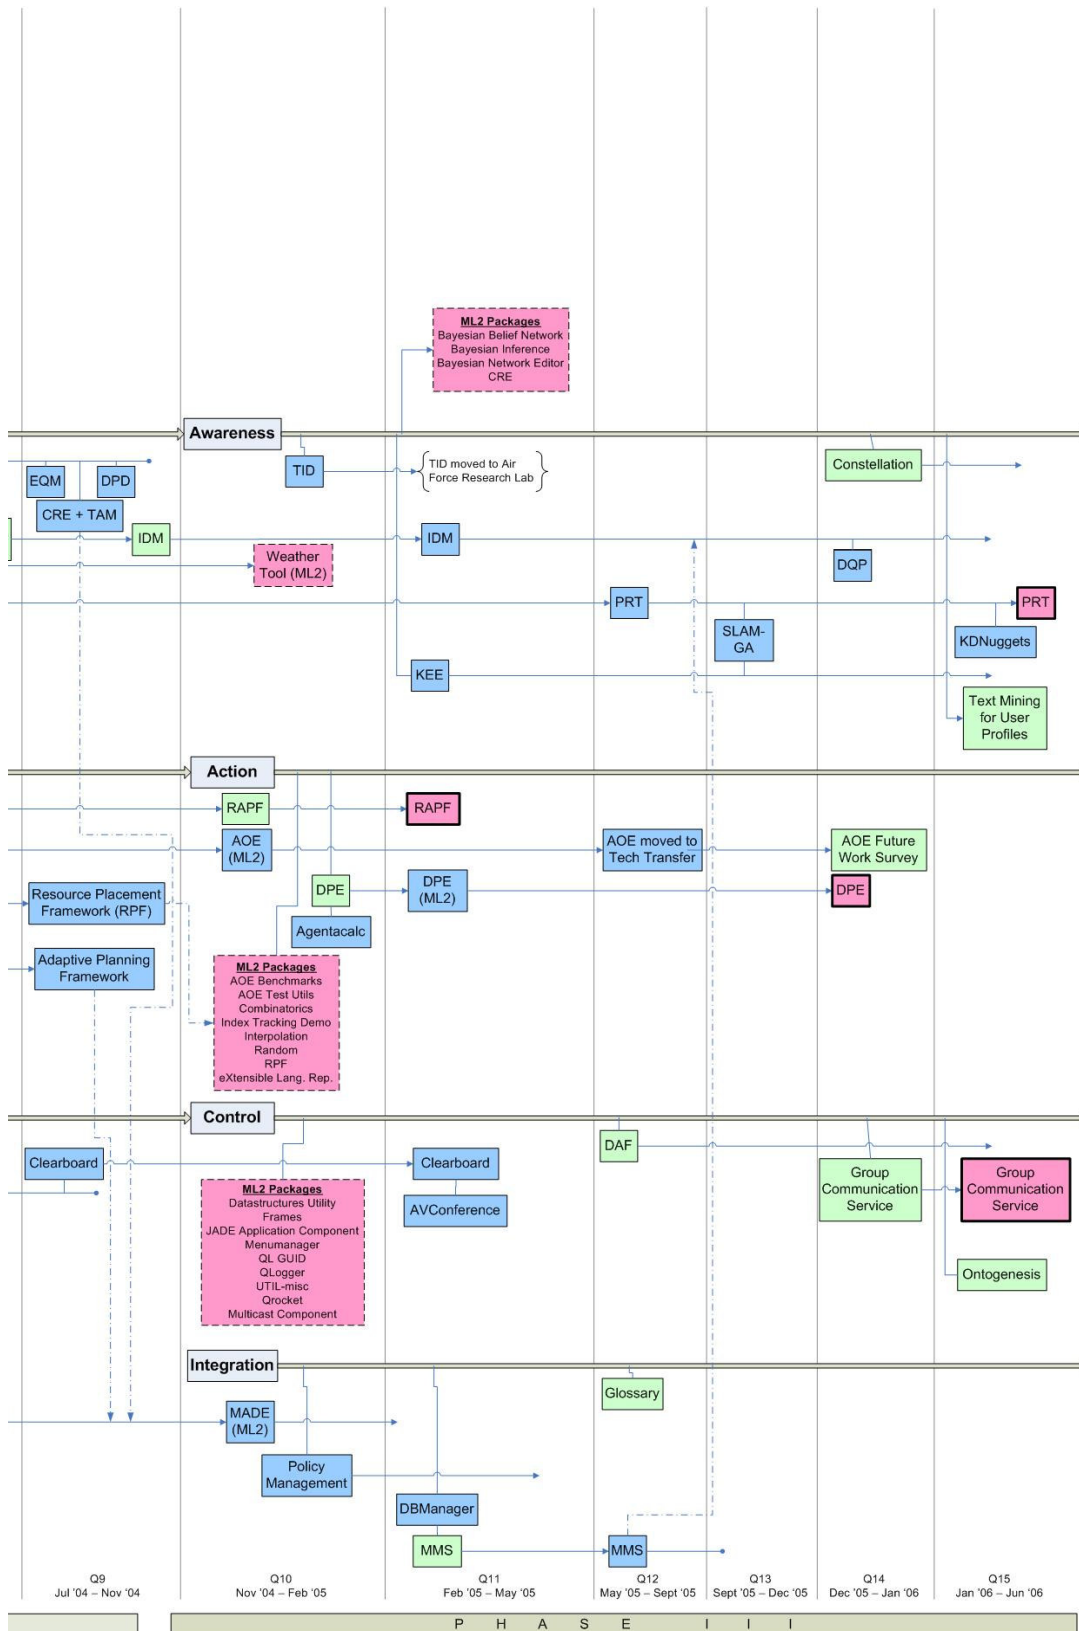 ML2 Packages
Bayesian Belief Network
Bayesian Inference
Bayesian Network Editor
CRE
Awareness
EQM
DPD
CRE + TAM
TID
TID moved to Air
Force Research Lab
Constellation
IDM
IDM
Weather
Tool (ML2)
DQP
PRT
PRT
SLAM-
GA
KDNuggets
KEE
Text Mining
for User
Profiles
Action
RAPF
RAPF
AOE
(ML2)
AOE moved to
Tech Transfer
AOE Future
Work Survey
Resource Placement
Framework (RPF)
DPE
DPE
(ML2)
DPE
Agentacalc
Adaptive Planning
Framework
ML2 Packages
AOE Benchmarks
AOE Test Utils
Combinatorics
Index Tracking Demo
Interpolation
Random
RPF
eXtensible Lang. Rep.
Control
Clearboard
Clearboard
AVConference
DAF
Group
Communication
Service
Group
Communication
Service
ML2 Packages
Datastructures Utility
Frames
JADE Application Component
Menumanager
QL GUID
QLogger
UTIL-misc
Qrocket
Multicast Component
Ontogenesis
Integration
Glossary
MADE
(ML2)
Policy
Management
DBManager
MMS
MMS
Q9
Jul '04 – Nov '04
Q10
Nov '04 – Feb '05
Q11
Feb '05 – May '05
Q12
May '05 – Sept '05
Q13
Sept '05 – Dec '05
Q14
Dec '05 – Jan '06
Q15
Jan '06 – Jun '06
P H A S E I I I